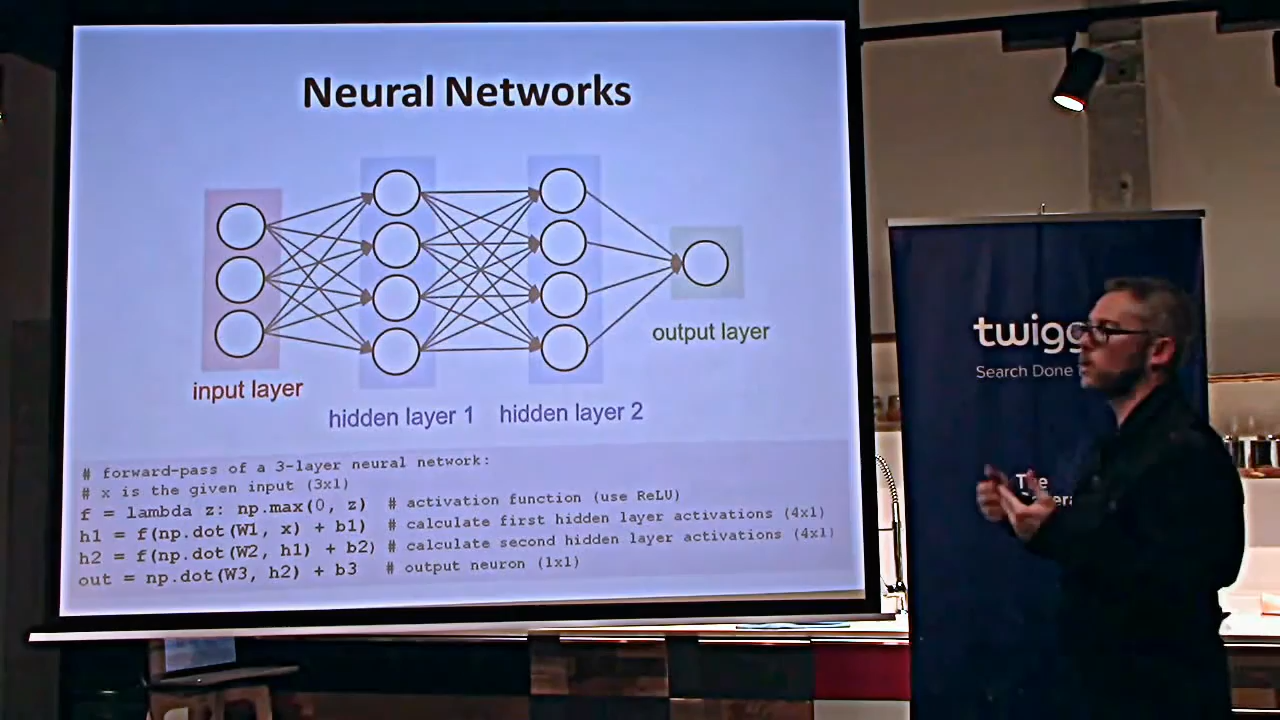 Neural Networks
input layer
hidden layer 1
hidden layer 2
output layer
# forward-pass of a 3-layer neural network:
# x is the given input (3x1)
f = lambda z: np.max(0, z) # activation function (use ReLU)
h1 = f(np.dot(W1, x) + b1) # calculate first hidden layer activations (4x1)
h2 = f(np.dot(W2, h1) + b2) # calculate second hidden layer activations (4x1)
out = np.dot(W3, h2) + b3 # output neuron (1x1)
twigg
Search Done
The